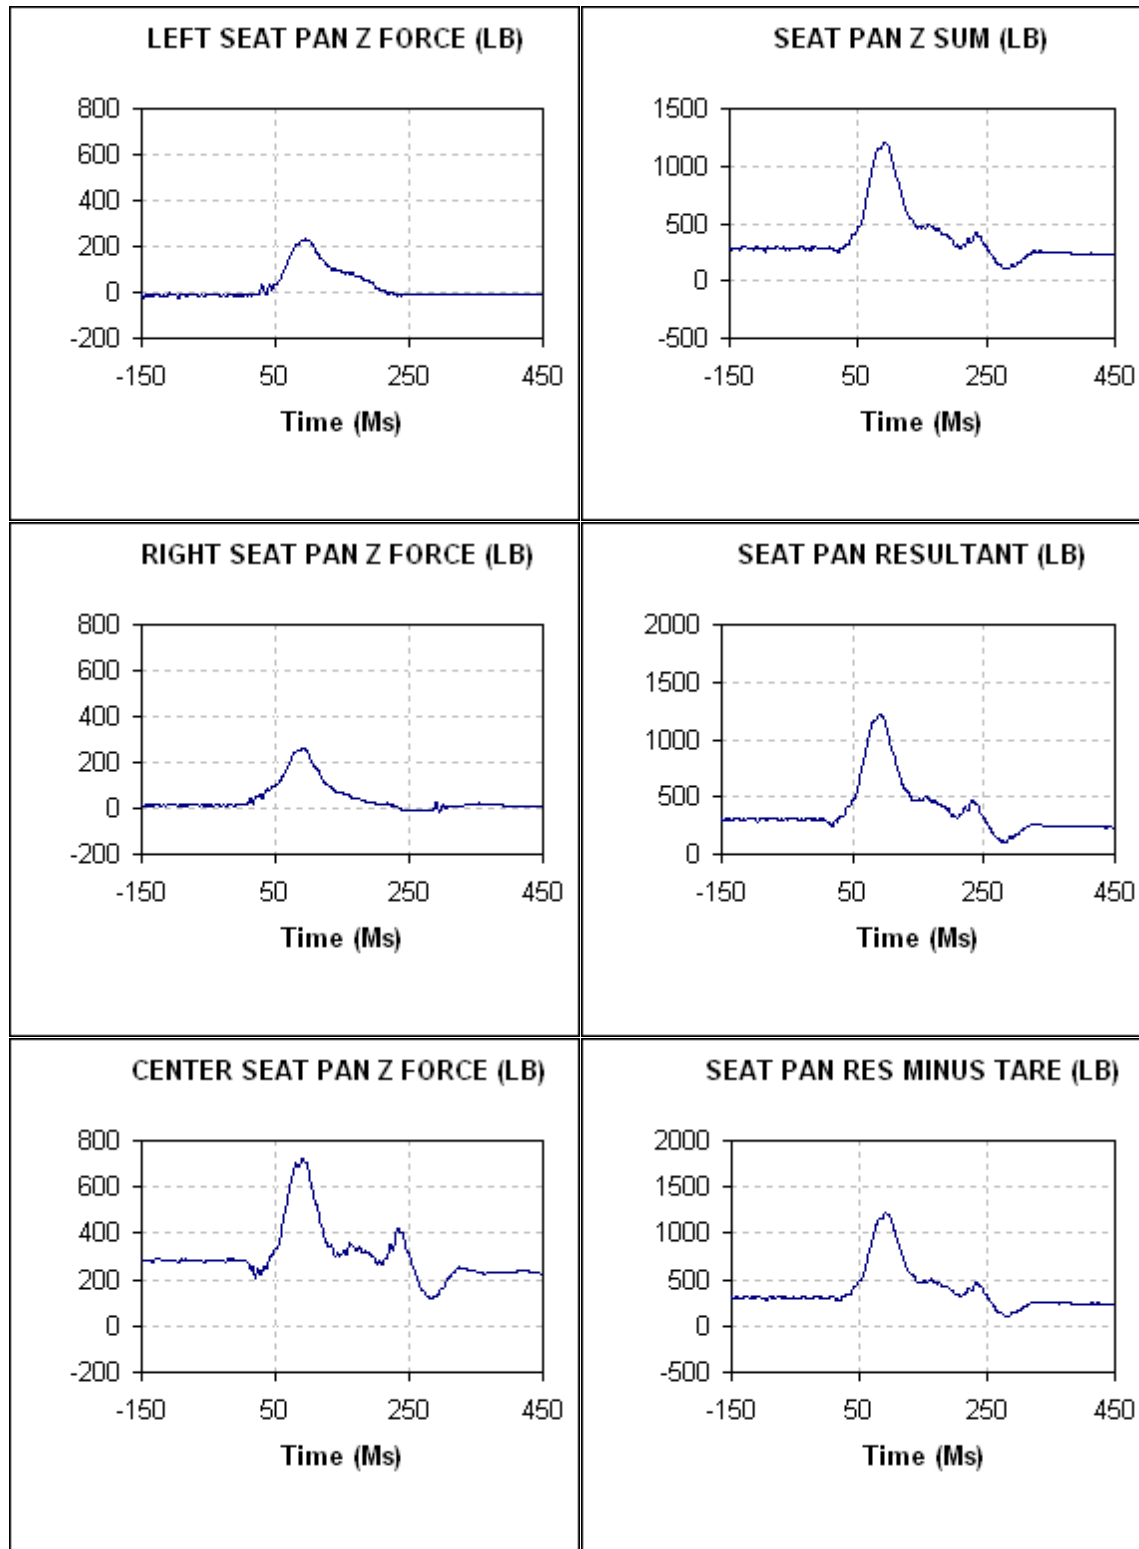 LEFT SEAT PAN Z FORCE (LB)
800
600
400
200
0
-200
-150 50 250 450
Time (Ms)
SEAT PAN Z SUM (LB)
1500
1000
500
0
-500
-150 50 250 450
Time (Ms)
RIGHT SEAT PAN Z FORCE (LB)
800
600
400
200
0
-200
-150 50 250 450
Time (Ms)
SEAT PAN RESULTANT (LB)
2000
1500
1000
500
0
-150 50 250 450
Time (Ms)
CENTER SEAT PAN Z FORCE (LB)
800
600
400
200
0
-200
-150 50 250 450
Time (Ms)
SEAT PAN RES MINUS TARE (LB)
2000
1500
1000
500
0
-500
-150 50 250 450
Time (Ms)